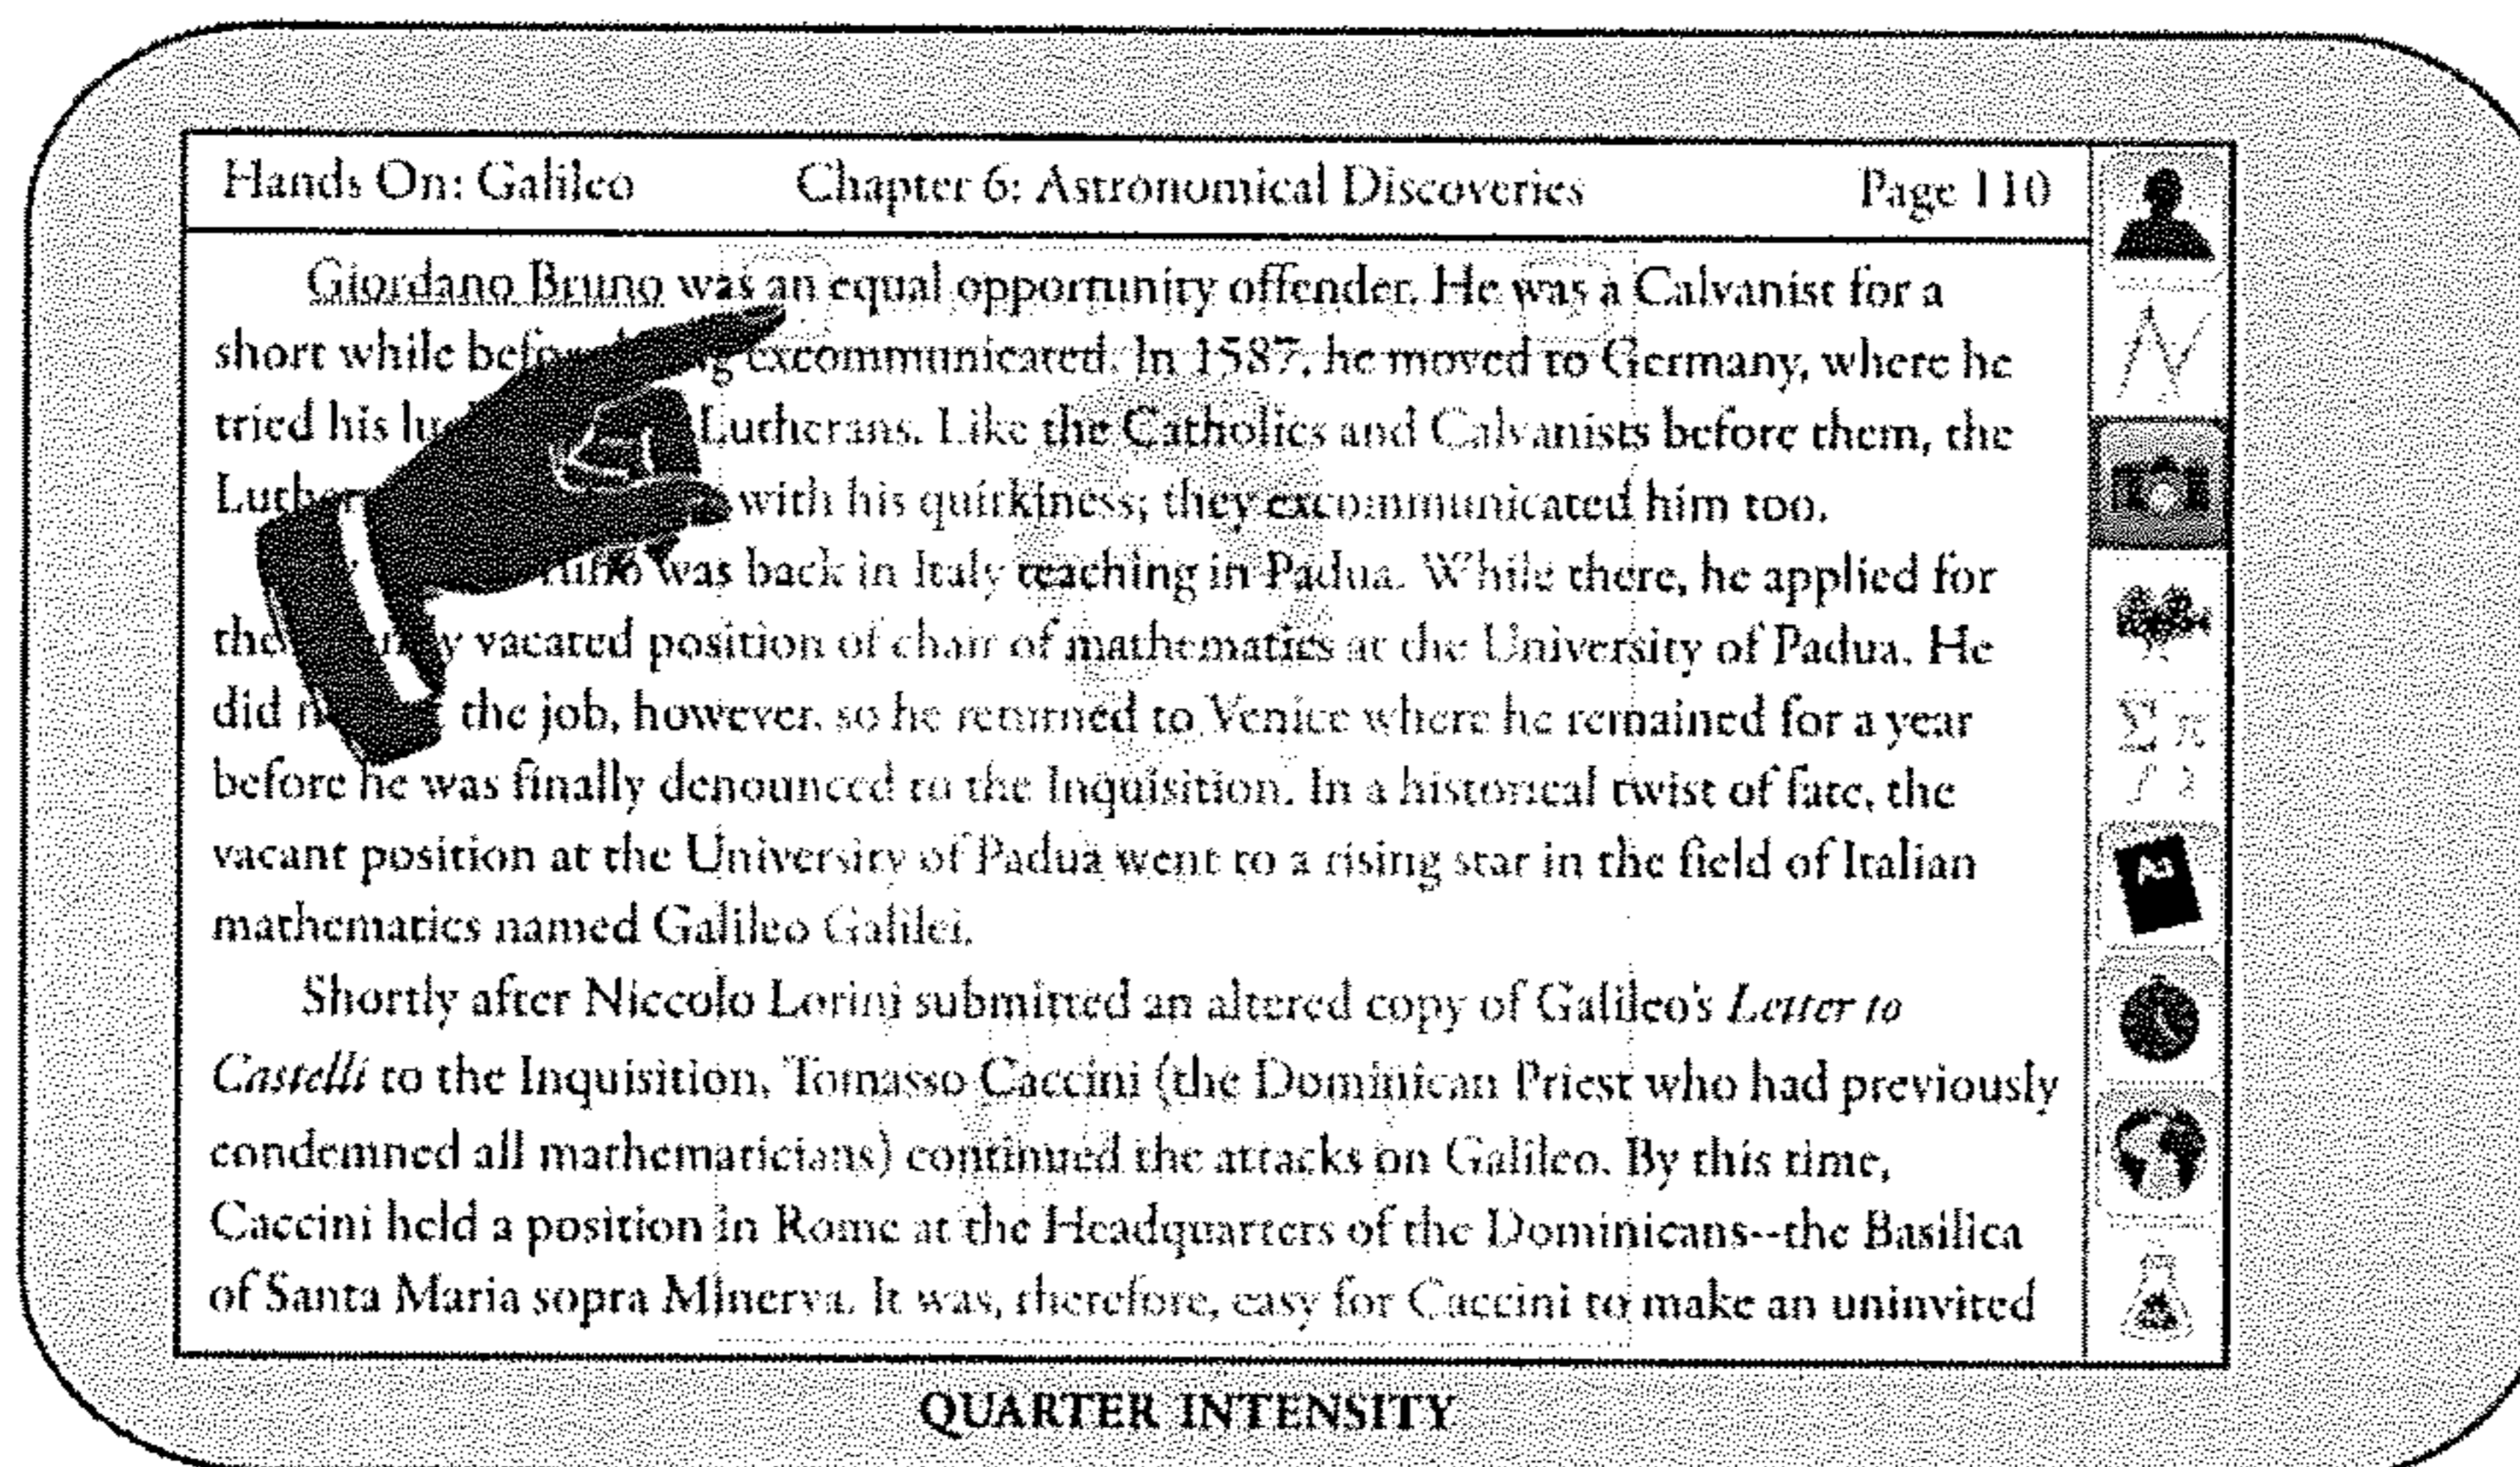 Hands On: Galileo Chapter 6: Astronomical Discoveries Page 110
Giordano Bruno was an equal opportunity offender. He was a Calvanist for a
short while excommunicated. In 1587, he moved to Germany, where he
tried his Lutherans. Like the Catholics and Calvanists before them, the
with his quirkiness; they excommunicated him too.
was back in Italy teaching in Padua. While there, he applied for
the vacated position of chair of mathematics at the University of Padua. He
did the job, however, so he returned to Venice where he remained for a year
before he was finally denounced to the Inquisition. In a historical twist of fate, the
vacant position at the University of Padua went to a rising star in the field of Italian
mathematics named Galileo Galilei.
Shortly after Niccolo Lorini submitted an altered copy of Galileo's Letter to
Castelli to the Inquisition, Tomasso Caccini (the Dominican Priest who had previously
condemned all mathematicians) continued the attacks on Galileo. By this time,
Caccini held a position in Rome at the Headquarters of the Dominicans--the Basilica
of Santa Maria sopra Minerva. It was, therefore, easy for Caccini to make an uninvited
Σ π
QUARTER INTENSITY